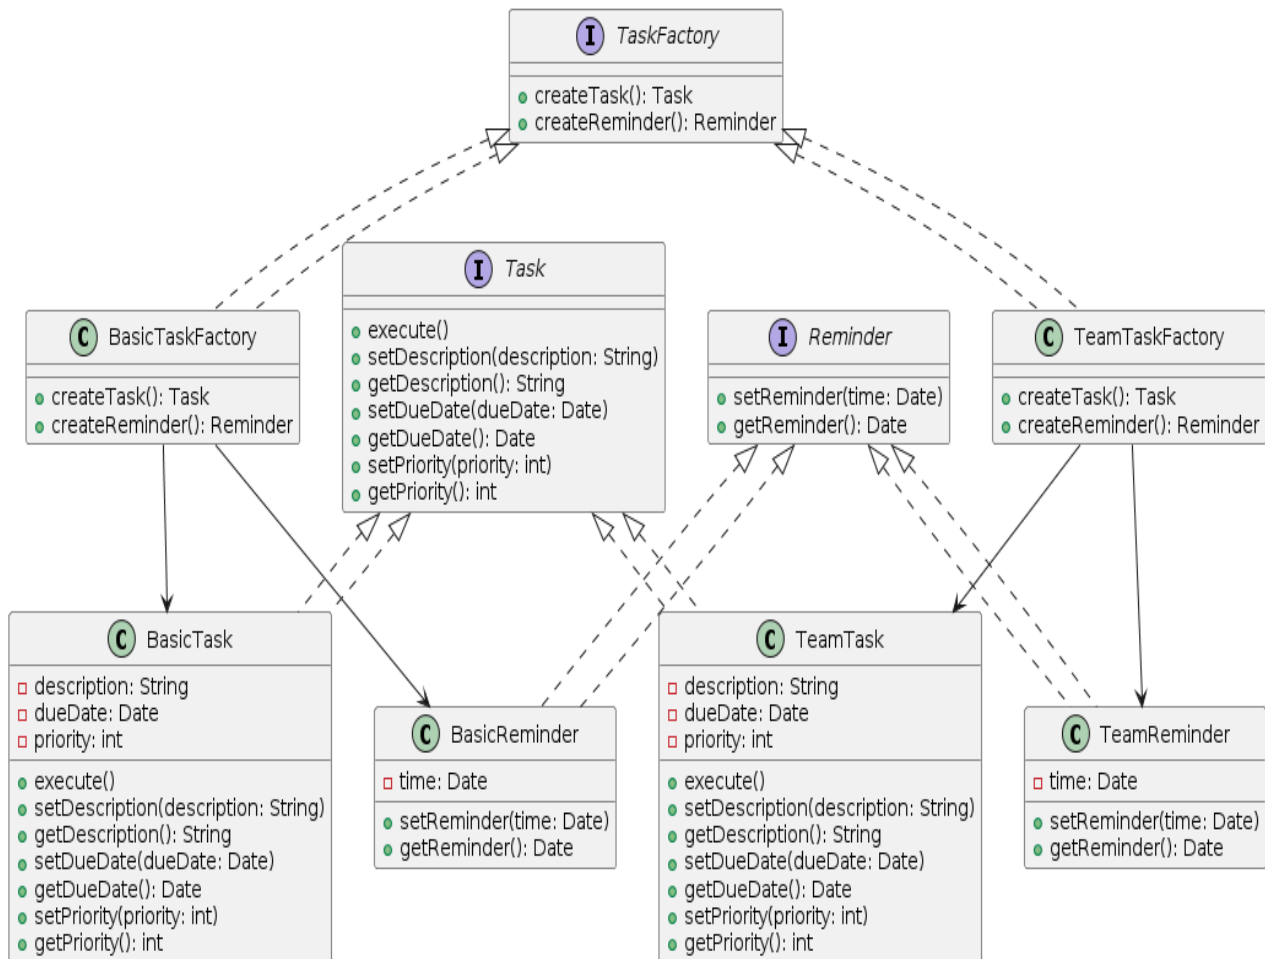 I TaskFactory
createTask(): Task
createReminder(): Reminder
I Task
execute()
setDescription(description: String)
getDescription(): String
setDueDate(dueDate: Date)
getDueDate(): Date
setPriority(priority: int)
getPriority(): int
C BasicTaskFactory
createTask(): Task
createReminder(): Reminder
I Reminder
setReminder(time: Date)
getReminder(): Date
C TeamTaskFactory
createTask(): Task
createReminder(): Reminder
C BasicTask
description: String
dueDate: Date
priority: int
execute()
setDescription(description: String)
getDescription(): String
setDueDate(dueDate: Date)
getDueDate(): Date
setPriority(priority: int)
getPriority(): int
C BasicReminder
time: Date
setReminder(time: Date)
getReminder(): Date
C TeamTask
description: String
dueDate: Date
priority: int
execute()
setDescription(description: String)
getDescription(): String
setDueDate(dueDate: Date)
getDueDate(): Date
setPriority(priority: int)
getPriority(): int
C TeamReminder
time: Date
setReminder(time: Date)
getReminder(): Date